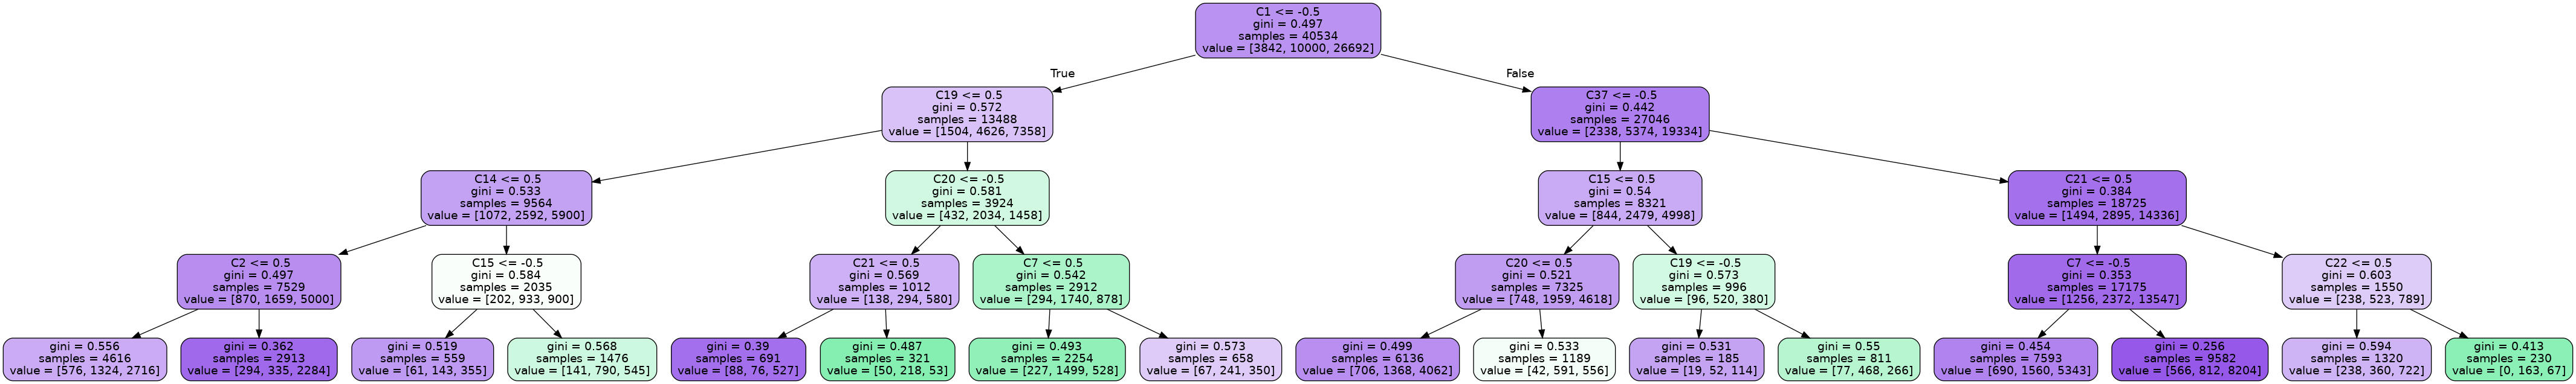 C1 <= -0.5
gini = 0.497
samples = 40534
value = [3842, 10000, 26692]
True
False
C19 <= 0.5
gini = 0.572
samples = 13488
value = [1504, 4626, 7358]
C37 <= -0.5
gini = 0.442
samples = 27046
value = [2338, 5374, 19334]
C14 <= 0.5
gini = 0.533
samples = 9564
value = [1072, 2592, 5900]
C20 <= -0.5
gini = 0.581
samples = 3924
value = [432, 2034, 1458]
C15 <= 0.5
gini = 0.54
samples = 8321
value = [844, 2479, 4998]
C21 <= 0.5
gini = 0.384
samples = 18725
value = [1494, 2895, 14336]
C2 <= 0.5
gini = 0.497
samples = 7529
value = [870, 1659, 5000]
C15 <= -0.5
gini = 0.584
samples = 2035
value = [202, 933, 900]
C21 <= 0.5
gini = 0.569
samples = 1012
value = [138, 294, 580]
C7 <= 0.5
gini = 0.542
samples = 2912
value = [294, 1740, 878]
C20 <= 0.5
gini = 0.521
samples = 7325
value = [748, 1959, 4618]
C19 <= -0.5
gini = 0.573
samples = 996
value = [96, 520, 380]
C7 <= -0.5
gini = 0.353
samples = 17175
value = [1256, 2372, 13547]
C22 <= 0.5
gini = 0.603
samples = 1550
value = [238, 523, 789]
gini = 0.556
samples = 4616
value = [576, 1324, 2716]
gini = 0.362
samples = 2913
value = [294, 335, 2284]
gini = 0.519
samples = 559
value = [61, 143, 355]
gini = 0.568
samples = 1476
value = [141, 790, 545]
gini = 0.39
samples = 691
value = [88, 76, 527]
gini = 0.487
samples = 321
value = [50, 218, 53]
gini = 0.493
samples = 2254
value = [227, 1499, 528]
gini = 0.573
samples = 658
value = [67, 241, 350]
gini = 0.499
samples = 6136
value = [706, 1368, 4062]
gini = 0.533
samples = 1189
value = [42, 591, 556]
gini = 0.531
samples = 185
value = [19, 52, 114]
gini = 0.55
samples = 811
value = [77, 468, 266]
gini = 0.454
samples = 7593
value = [690, 1560, 5343]
gini = 0.256
samples = 9582
value = [566, 812, 8204]
gini = 0.594
samples = 1320
value = [238, 360, 722]
gini = 0.413
samples = 230
value = [0, 163, 67]